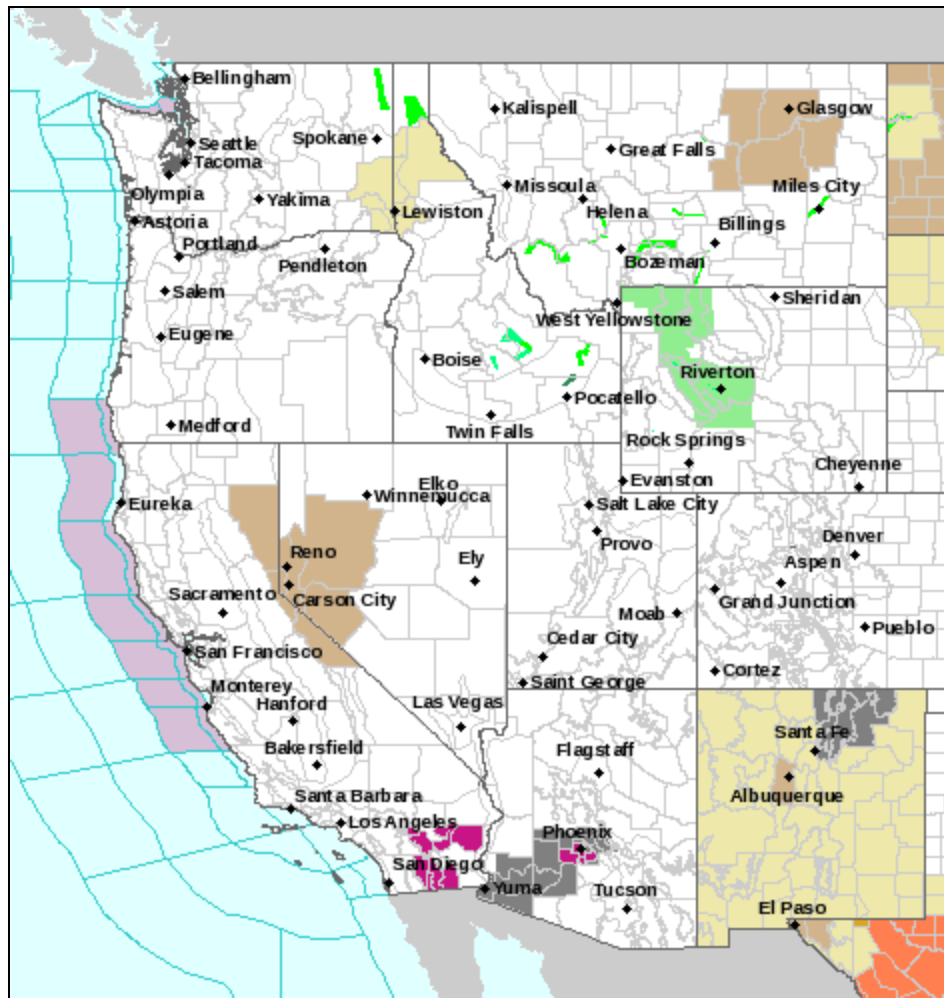 Bellingham
Kalispell
Glasgow
Spokane
Seattle
Great Falls
Tacoma
Missoula
Miles City
Olympia
Yakima
Helena
Lewiston
Astoria
Billings
Portland
Pendleton
Bozeman
Salem
Sheridan
West Yellowstone
Eugene
Boise
Riverton
Pocatello
Medford
Twin Falls
Rock Springs
Cheyenne
Elko
Evanston
Winnemucca
Eureka
Salt Lake City
Denver
Provo
Reno
Ely
Aspen
Sacramento
Carson City
Grand Junction
Moab
Pueblo
Cedar City
San Francisco
Cortez
Saint George
Monterey
Hanford
Las Vegas
Santa Fe
Bakersfield
Flagstaff
Santa Barbara
Albuquerque
Los Angeles
Phoenix
San Diego
Yuma
Tucson
El Paso